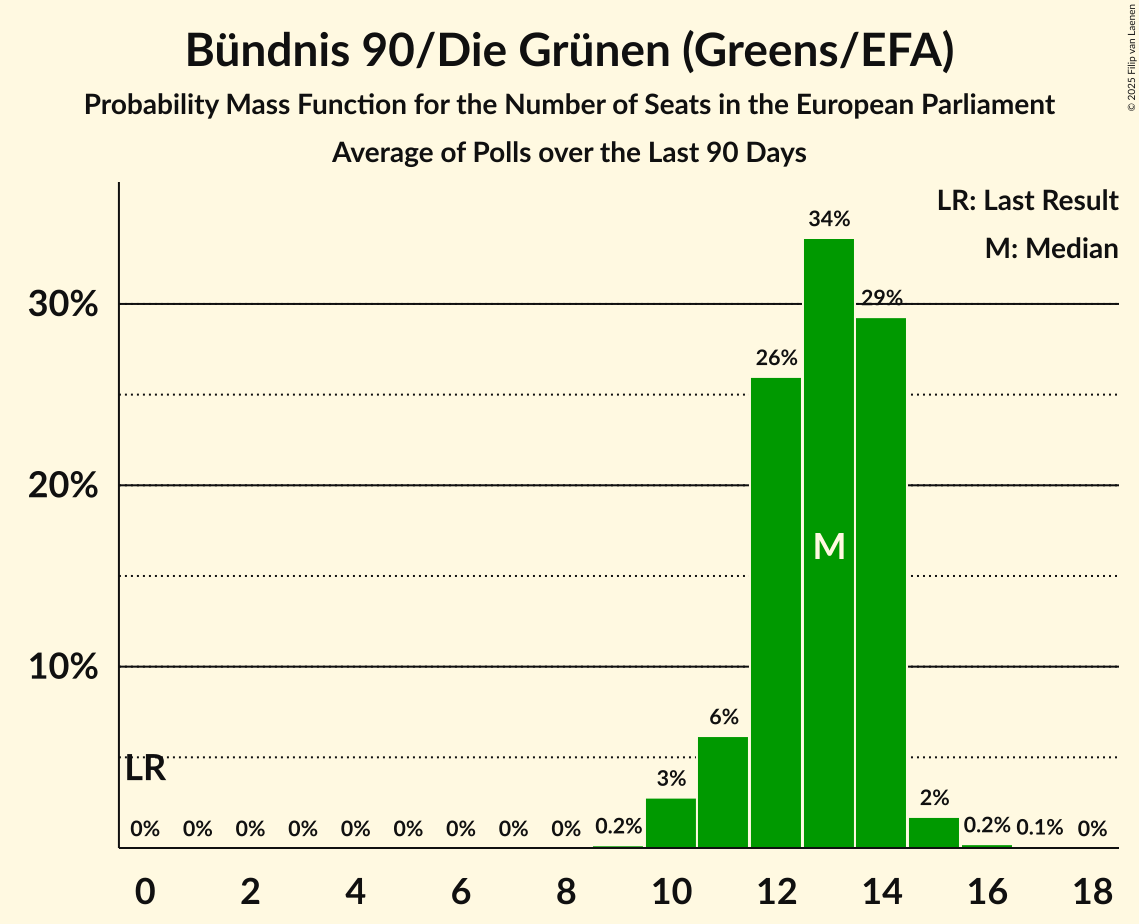 Bündnis 90/Die Grünen (Greens/EFA)
Probability Mass Function for the Number of Seats in the European Parliament
Average of Polls over the Last 90 Days
© 2025 Filip van Laenen
LR: Last Result
M: Median
34%
30%
29%
26%
20%
M
10%
6%
LR
3%
2%
0% 0% 0% 0% 0% 0% 0% 0% 0% 0.2% 0.2% 0.1% 0%
0 2 4 6 8 10 12 14 16 18